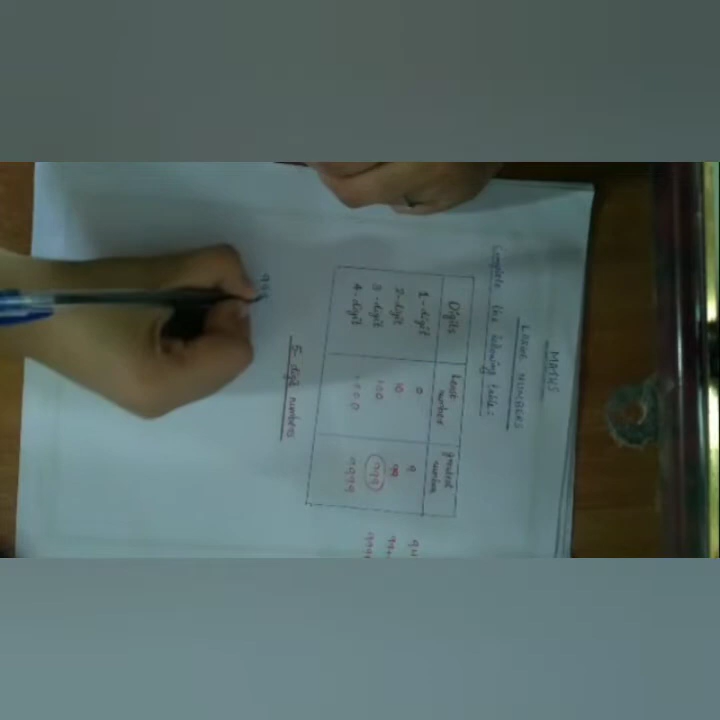 MATHS
LARGE NUMBERS
Complete the following table:
Digits Least number greatest number
1-digit 0 9
2-digit 10 99
3-digit 100 999
4-digit 1000 9999
5-digit numbers
999